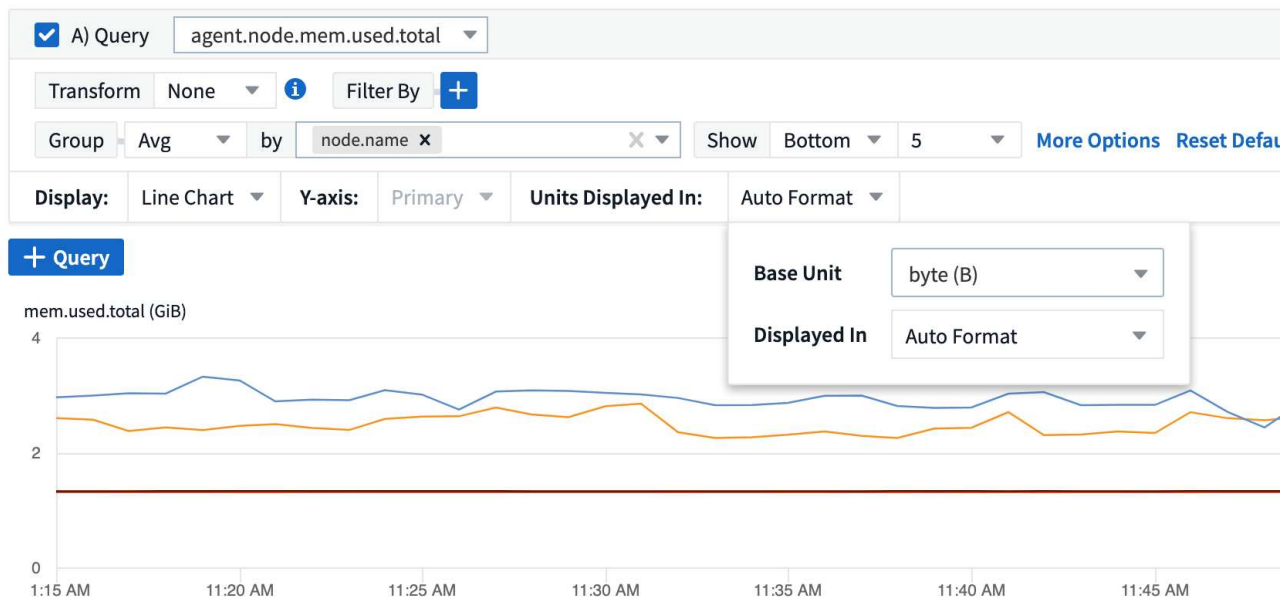 A) Query agent.node.mem.used.total
Transform None i Filter By +
Group Avg by node.name × Show Bottom 5 More Options Reset Defau
Display: Line Chart Y-axis: Primary Units Displayed In: Auto Format
+ Query
Base Unit byte (B)
Displayed In Auto Format
mem.used.total (GiB)
4
2
0
1:15 AM 11:20 AM 11:25 AM 11:30 AM 11:35 AM 11:40 AM 11:45 AM